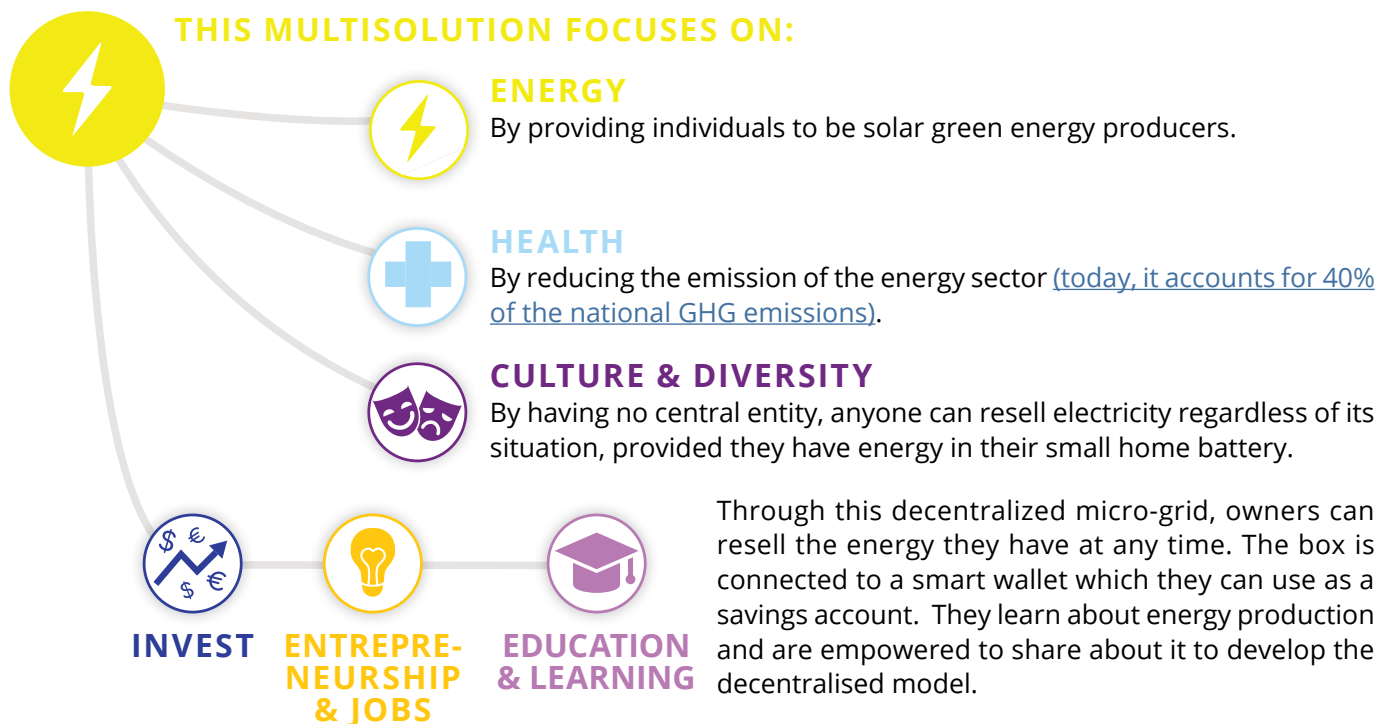 THIS MULTISOLUTION FOCUSES ON:
ENERGY
By providing individuals to be solar green energy producers.
HEALTH
By reducing the emission of the energy sector (today, it accounts for 40%
of the national GHG emissions).
CULTURE & DIVERSITY
By having no central entity, anyone can resell electricity regardless of its
situation, provided they have energy in their small home battery.
$ €
$ €
INVEST
ENTREPRE-
NEURSHIP
& JOBS
EDUCATION
& LEARNING
Through this decentralized micro-grid, owners can
resell the energy they have at any time. The box is
connected to a smart wallet which they can use as a
savings account. They learn about energy production
and are empowered to share about it to develop the
decentralised model.